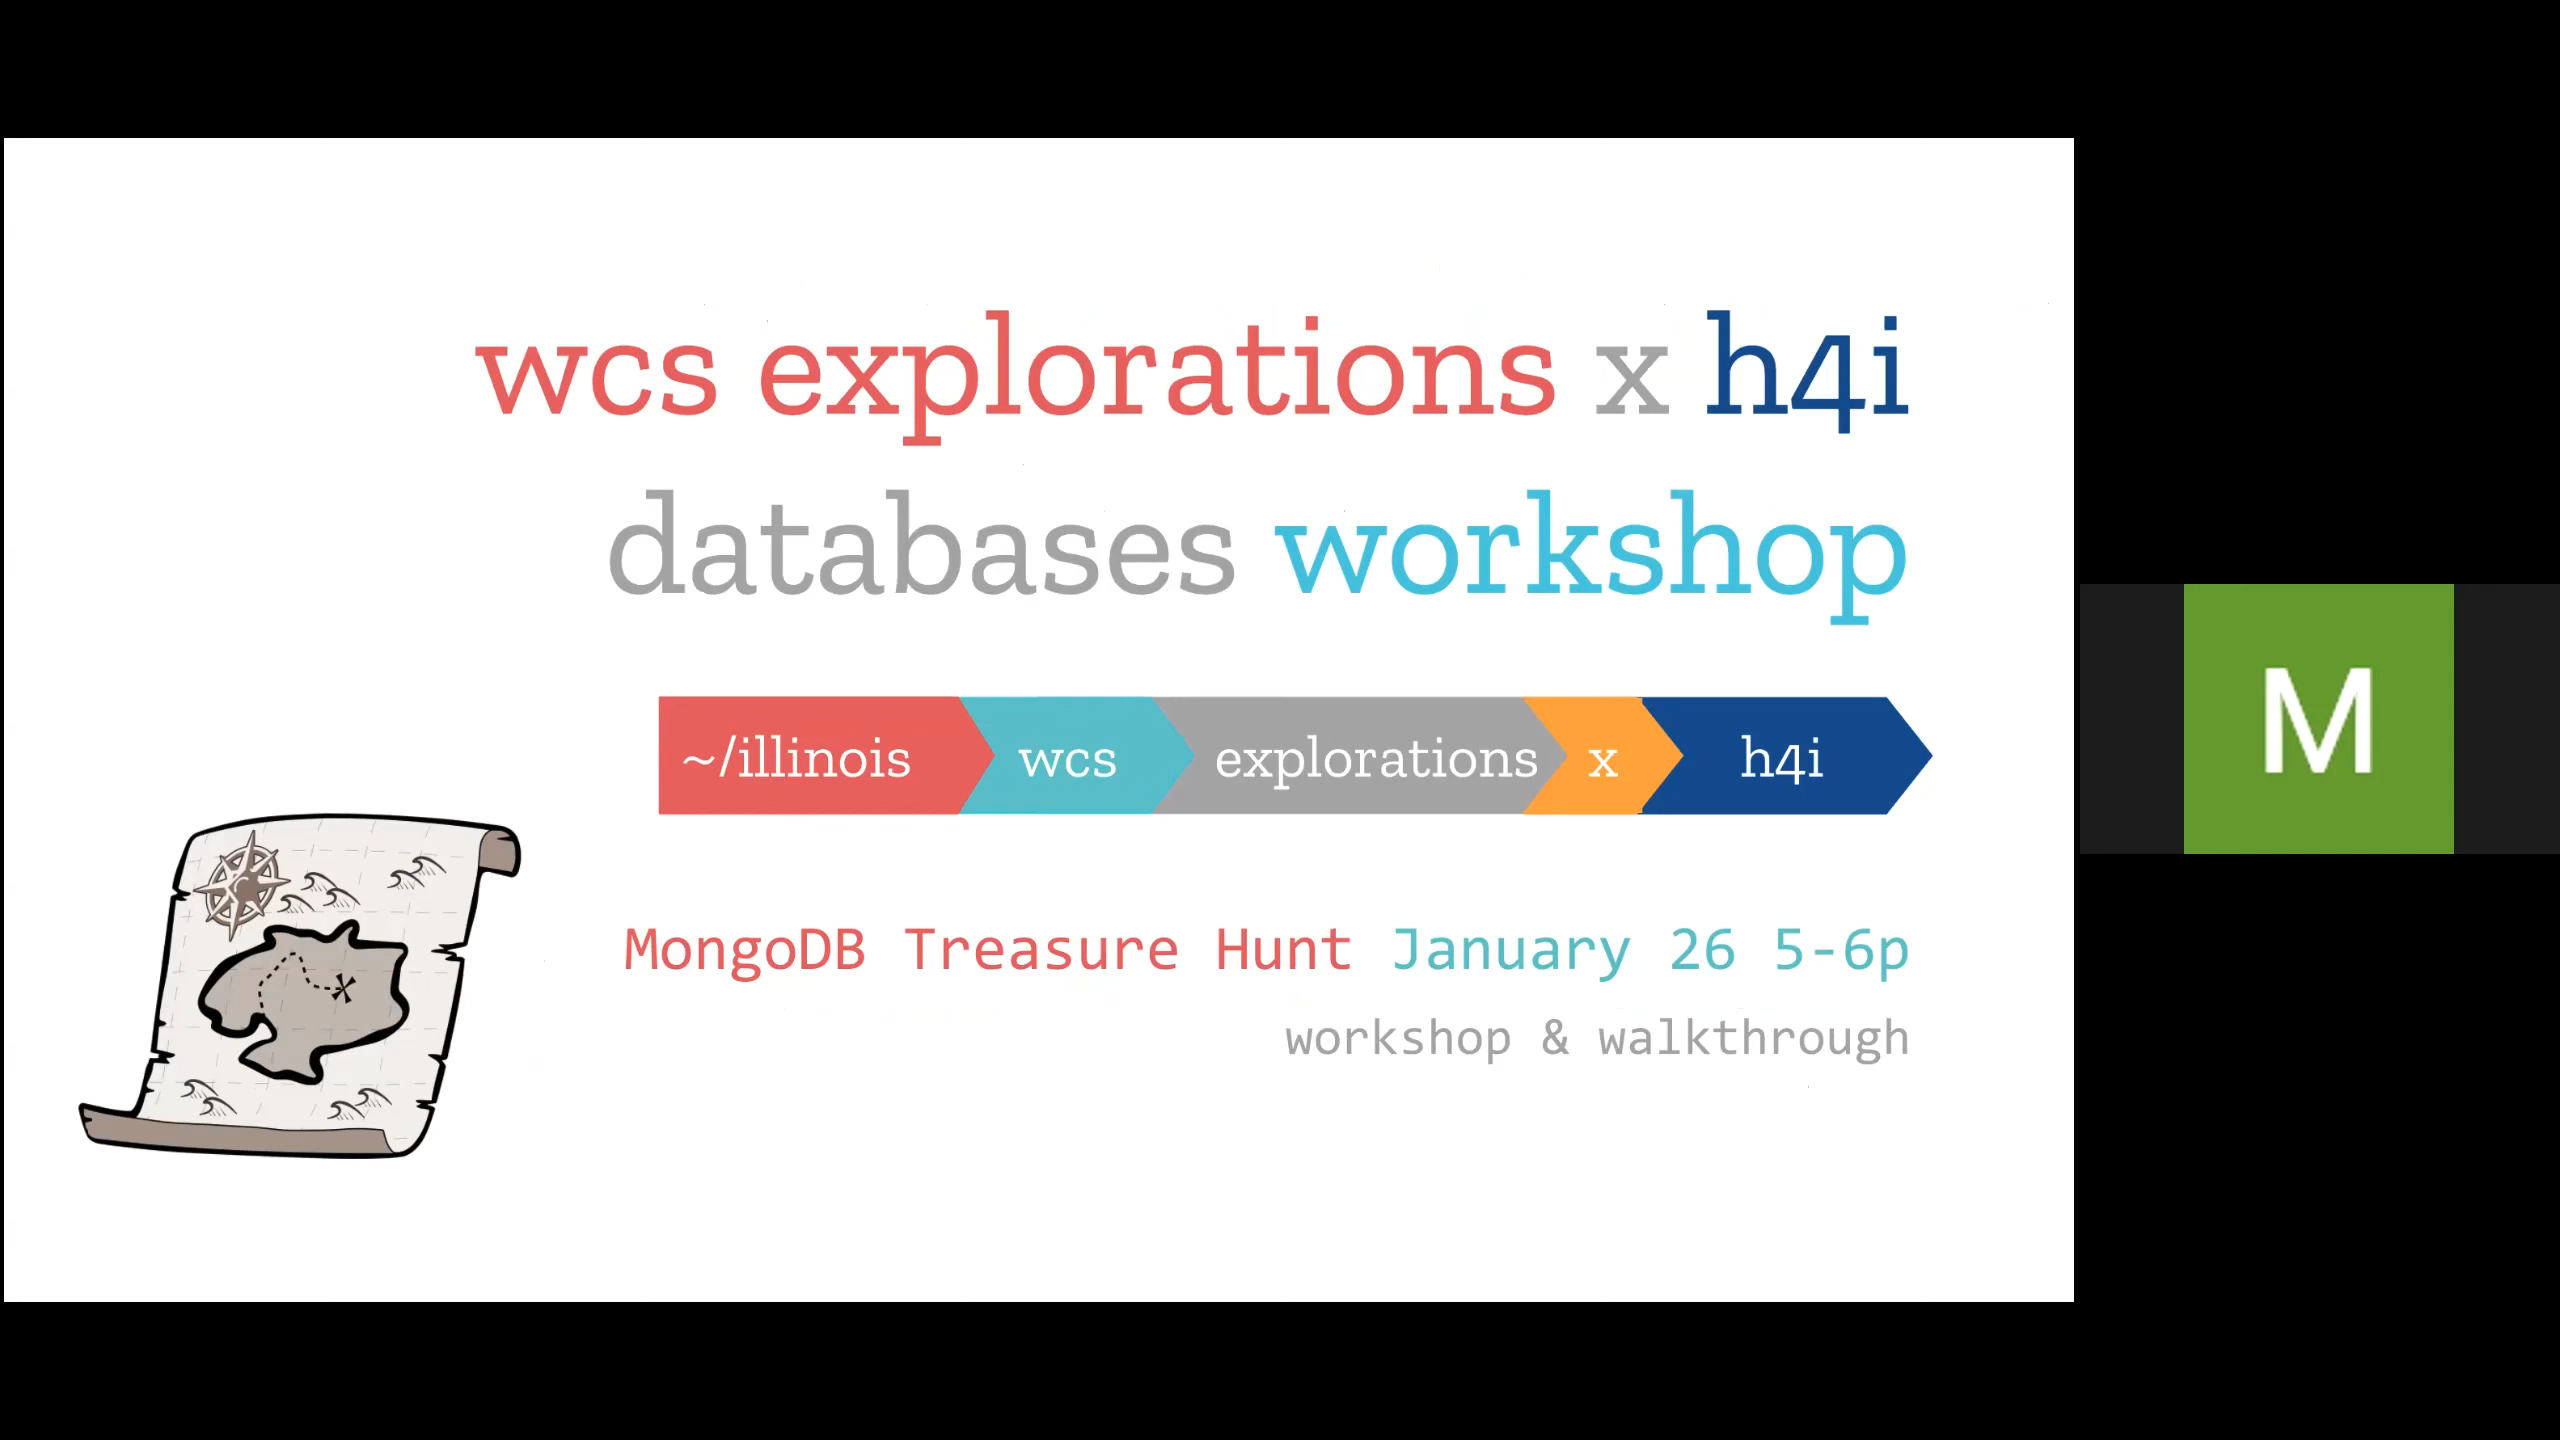 wcs explorations x h4i
databases workshop
~/illinois wcs explorations x h4i
MongoDB Treasure Hunt January 26 5-6p
workshop & walkthrough
M